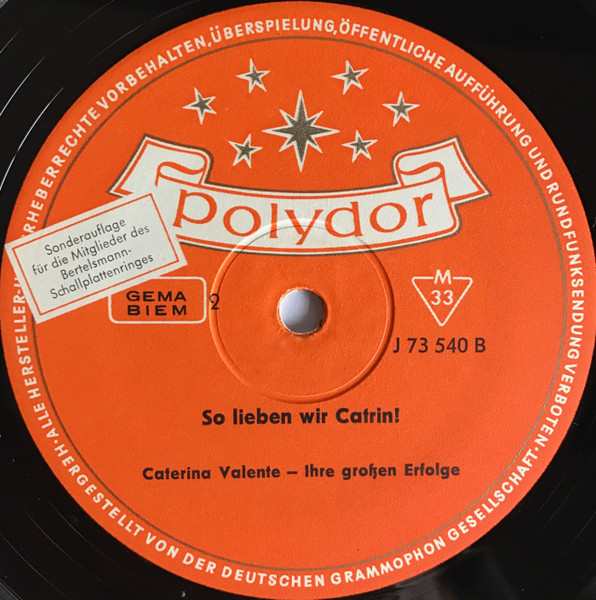 ·ALLE HERSTELLER-U RHEBERRECHTE VORBEHALTEN, ÜBERSPIELUNG, ÖFFENTLICHE AUFFÜHRUNG UND RUNDFUNKSENDUNG VERBOTEN·
polydor
Sonderauflage
für die Mitglieder des
Bertelsmann-
Schallplattenringes
GEMA
BIEM
2
M
33
J 73 540 B
So lieben wir Catrin!
Caterina Valente – Ihre großen Erfolge
HERGESTELLT VON DER DEUTSCHEN GRAMMOPHON GESELLSCHAFT·